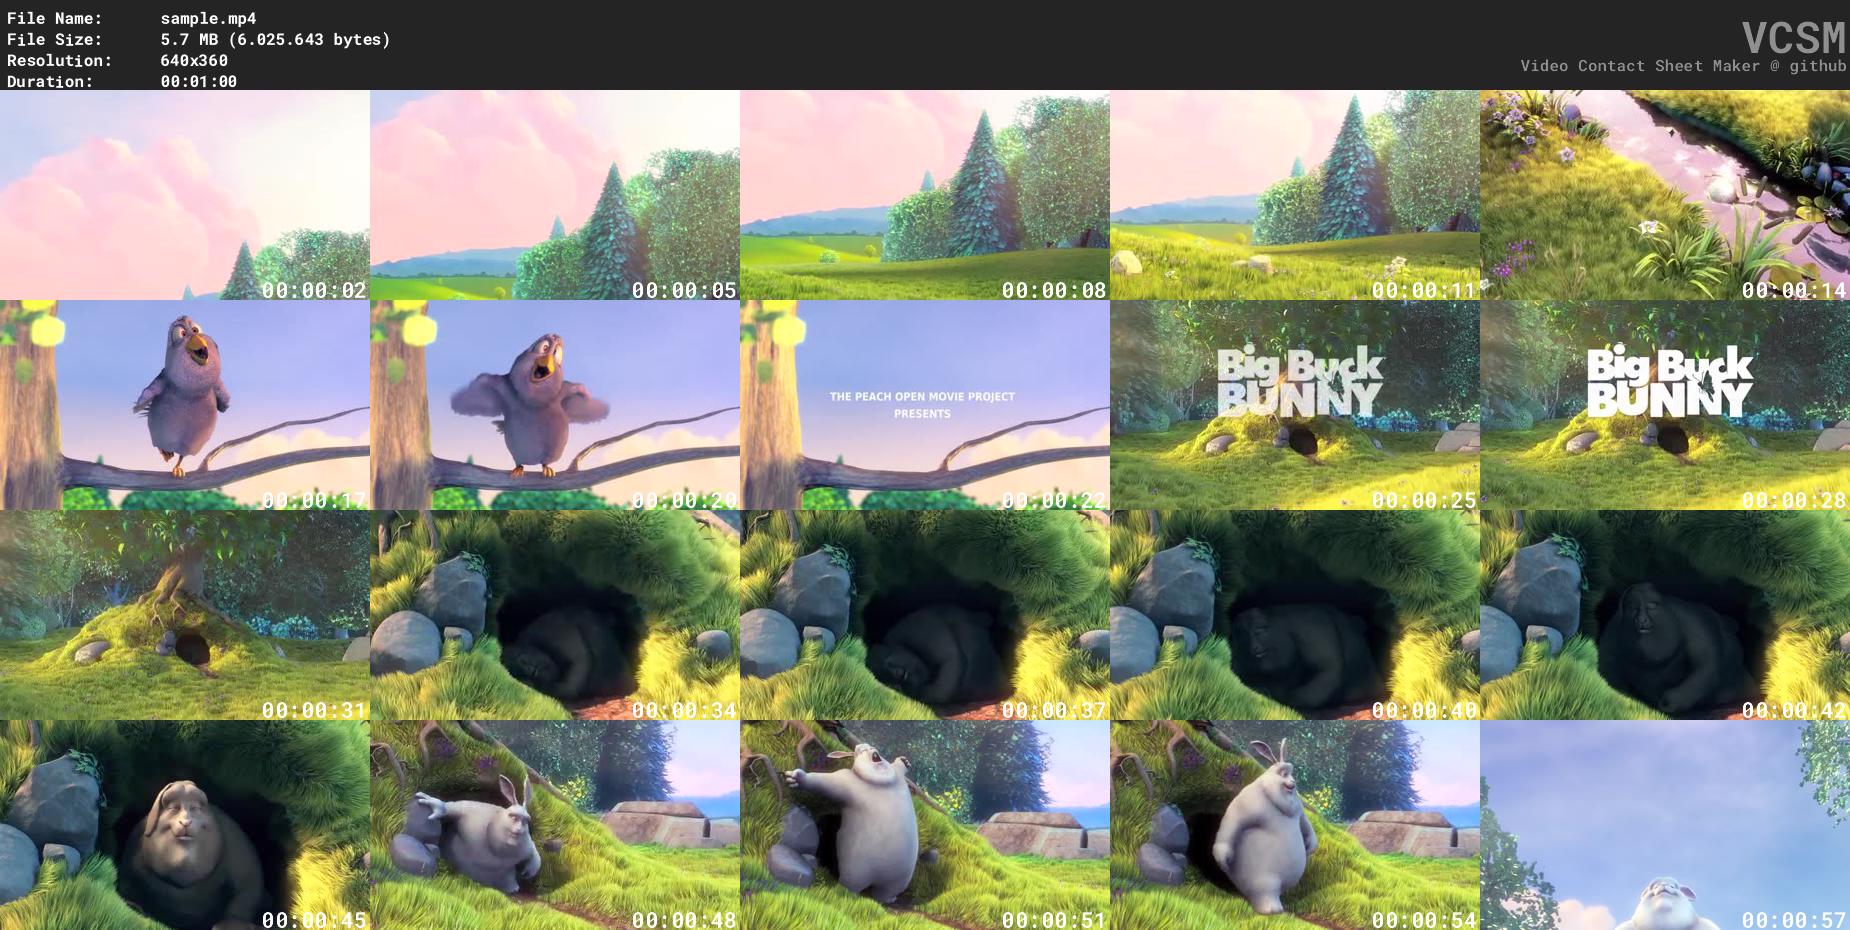 File Name: sample.mp4
File Size: 5.7 MB (6.025.643 bytes)
Resolution: 640x360
Duration: 00:01:00
VCSM
Video Contact Sheet Maker @ github
00:00:02
00:00:05
00:00:08
00:00:11
00:00:14
00:00:17
00:00:20
THE PEACH OPEN MOVIE PROJECT
PRESENTS
00:00:22
Big Buck
BUNNY
00:00:25
Big Buck
BUNNY
00:00:28
00:00:31
00:00:34
00:00:37
00:00:40
00:00:42
00:00:45
00:00:48
00:00:51
00:00:54
00:00:57